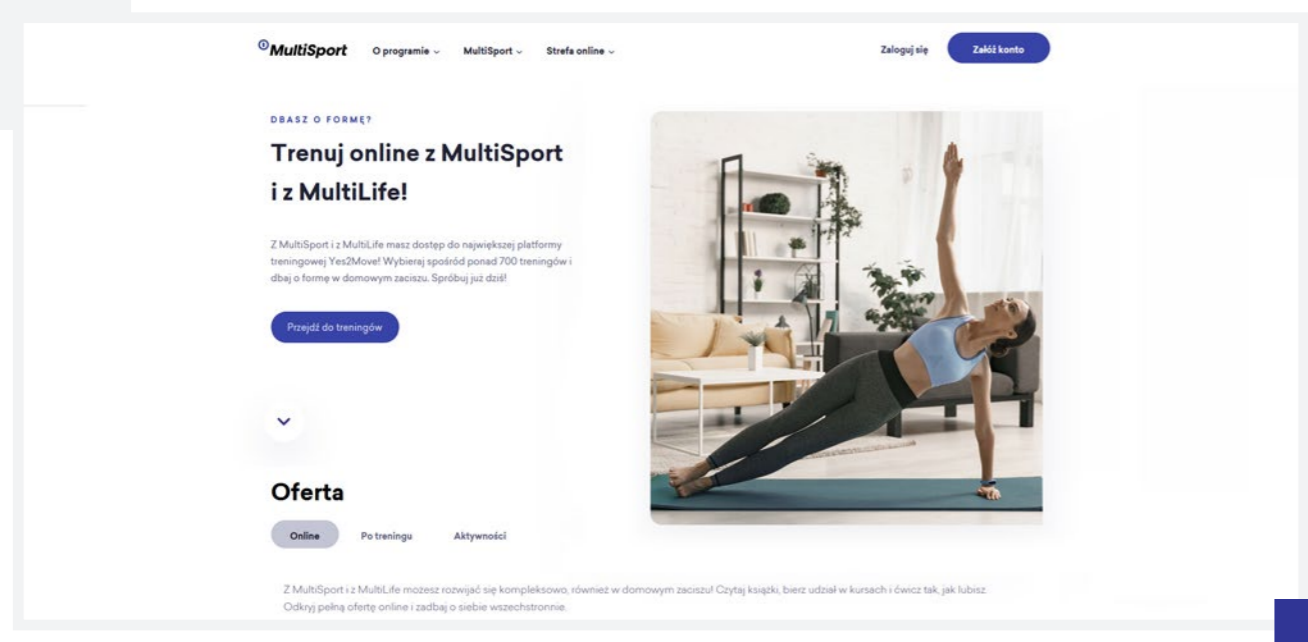 MultiSport
O programie
MultiSport
Strefa online
Zaloguj się
Załóż konto
DBASZ O FORMĘ?
Trenuj online z MultiSport
i z MultiLife!
Z MultiSport i z MultiLife masz dostęp do największej platformy
treningowej Yes2Move! Wybieraj spośród ponad 700 treningów i
dbaj o formę w domowym zaciszu. Spróbuj już dziś!
Przejdź do treningów
Oferta
Online
Po treningu
Aktywności
Z MultiSport i z MultiLife możesz rozwijać się kompleksowo, również w domowym zaciszu! Czytaj książki, bierz udział w kursach i ćwicz tak, jak lubisz.
Odkryj pełną ofertę online i zadbaj o siebie wszechstronnie.